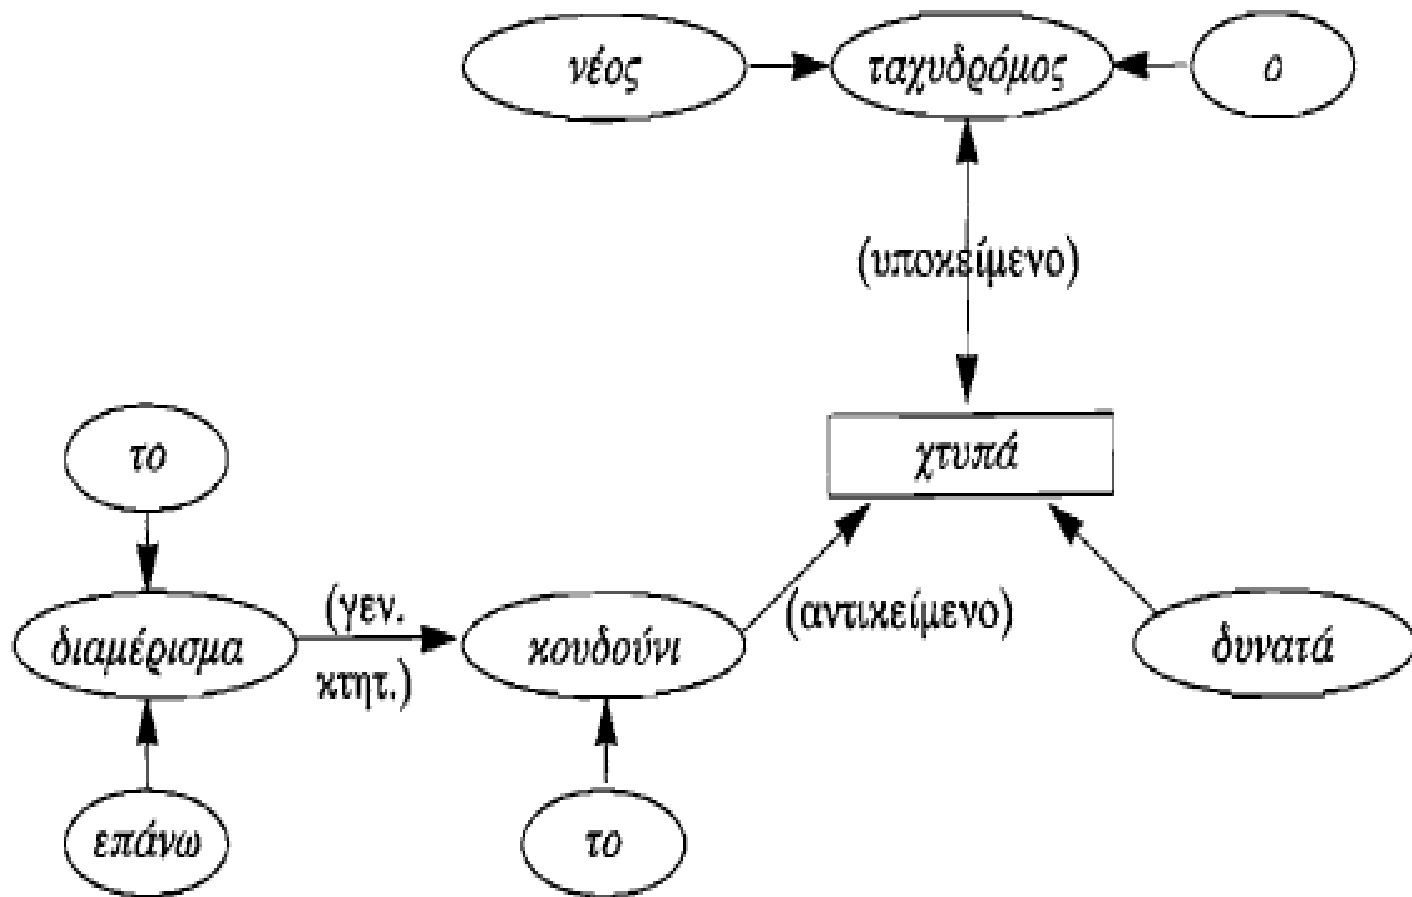 νέος
ταχυδρόμος
ο
(υποκείμενο)
το
χτυπά
διαμέρισμα
(γεν.
κτητ.)
κουδούνι
(αντικείμενο)
δυνατά
επάνω
το